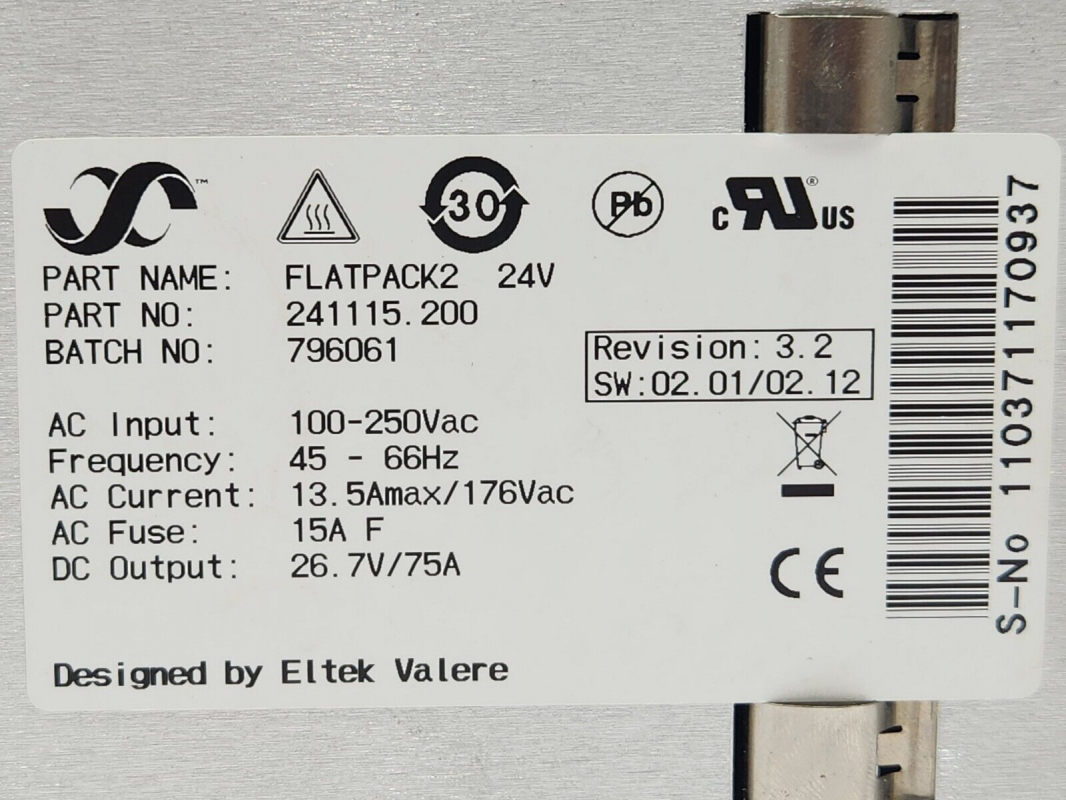 ™
30
Pb
c RU® US
PART NAME: FLATPACK2 24V
PART NO: 241115.200
BATCH NO: 796061
Revision: 3.2
SW:02.01/02.12
AC Input: 100-250Vac
Frequency: 45 - 66Hz
AC Current: 13.5Amax/176Vac
AC Fuse: 15A F
DC Output: 26.7V/75A
CE
Designed by Eltek Valere
S-No 110371170937